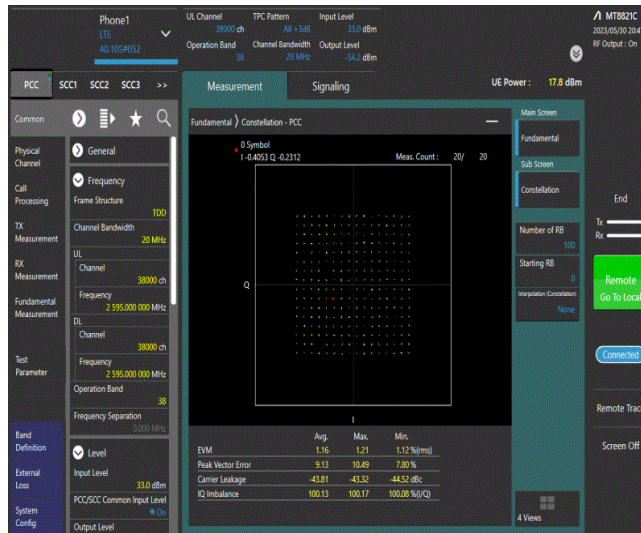 Phone1
LTE
40.10S#052
UL Channel TPC Pattern Input Level
38000 ch All +3dB 33.0 dBm
Operation Band Channel Bandwidth Output Level
38 20 MHz -54.2 dBm
MT8821C
2023/05/30 20:4
RF Output : On
PCC SCC1 SCC2 SCC3 >>
Measurement Signaling
UE Power : 17.8 dBm
Common
Physical
Channel
Call
Processing
TX
Measurement
RX
Measurement
Fundamental
Measurement
Test
Parameter
Band
Definition
External
Loss
System
Config
General
Frequency
Frame Structure
TDD
Channel Bandwidth
20 MHz
UL
Channel
38000 ch
Frequency
2 595.000 000 MHz
DL
Channel
38000 ch
Frequency
2 595.000 000 MHz
Operation Band
38
Frequency Separation
0.000 MHz
Level
Input Level
33.0 dBm
PCC/SCC Common Input Level
On
Output Level
Fundamental ⟩ Constellation - PCC
0 Symbol
I -0.4053 Q -0.2312 Meas. Count : 20/ 20
Q
I
Avg. Max. Min.
EVM 1.16 1.21 1.12 %(rms)
Peak Vector Error 9.13 10.49 7.80 %
Carrier Leakage -43.81 -43.32 -44.52 dBc
IQ Imbalance 100.13 100.17 100.08 %(I/Q)
Main Screen
Fundamental
Sub Screen
Constellation
Number of RB
100
Starting RB
0
Interpolation (Constellation)
None
4 Views
End
Tx
Rx
Remote
Go To Local
Connected
Remote Trac
Screen Off